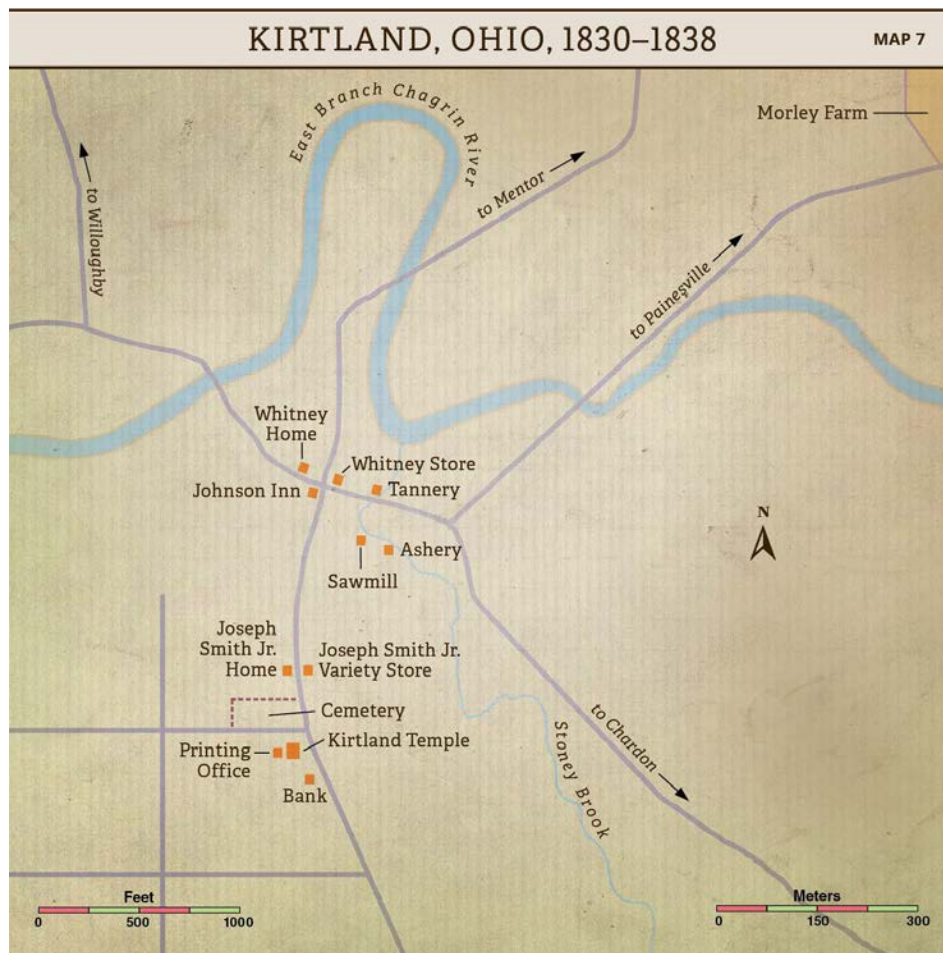 KIRTLAND, OHIO, 1830–1838
MAP 7
East Branch Chagrin River
Morley Farm
to Willoughby
to Mentor
to Painesville
Whitney
Home
Whitney Store
Johnson Inn
Tannery
N
Ashery
Sawmill
Joseph
Smith Jr.
Home
Joseph Smith Jr.
Variety Store
Cemetery
to Chardon
Stoney Brook
Kirtland Temple
Printing
Office
Bank
Feet
0 500 1000
Meters
0 150 300